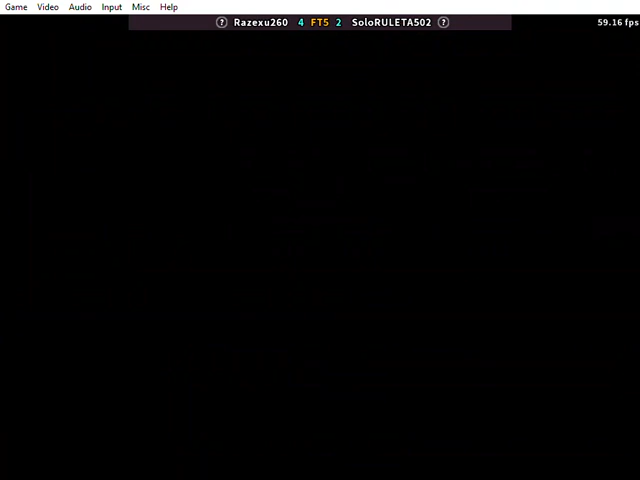 Game Video Audio Input Misc Help
Razexu260 4 FT5 2 SoloRULETA502
59.16 fps